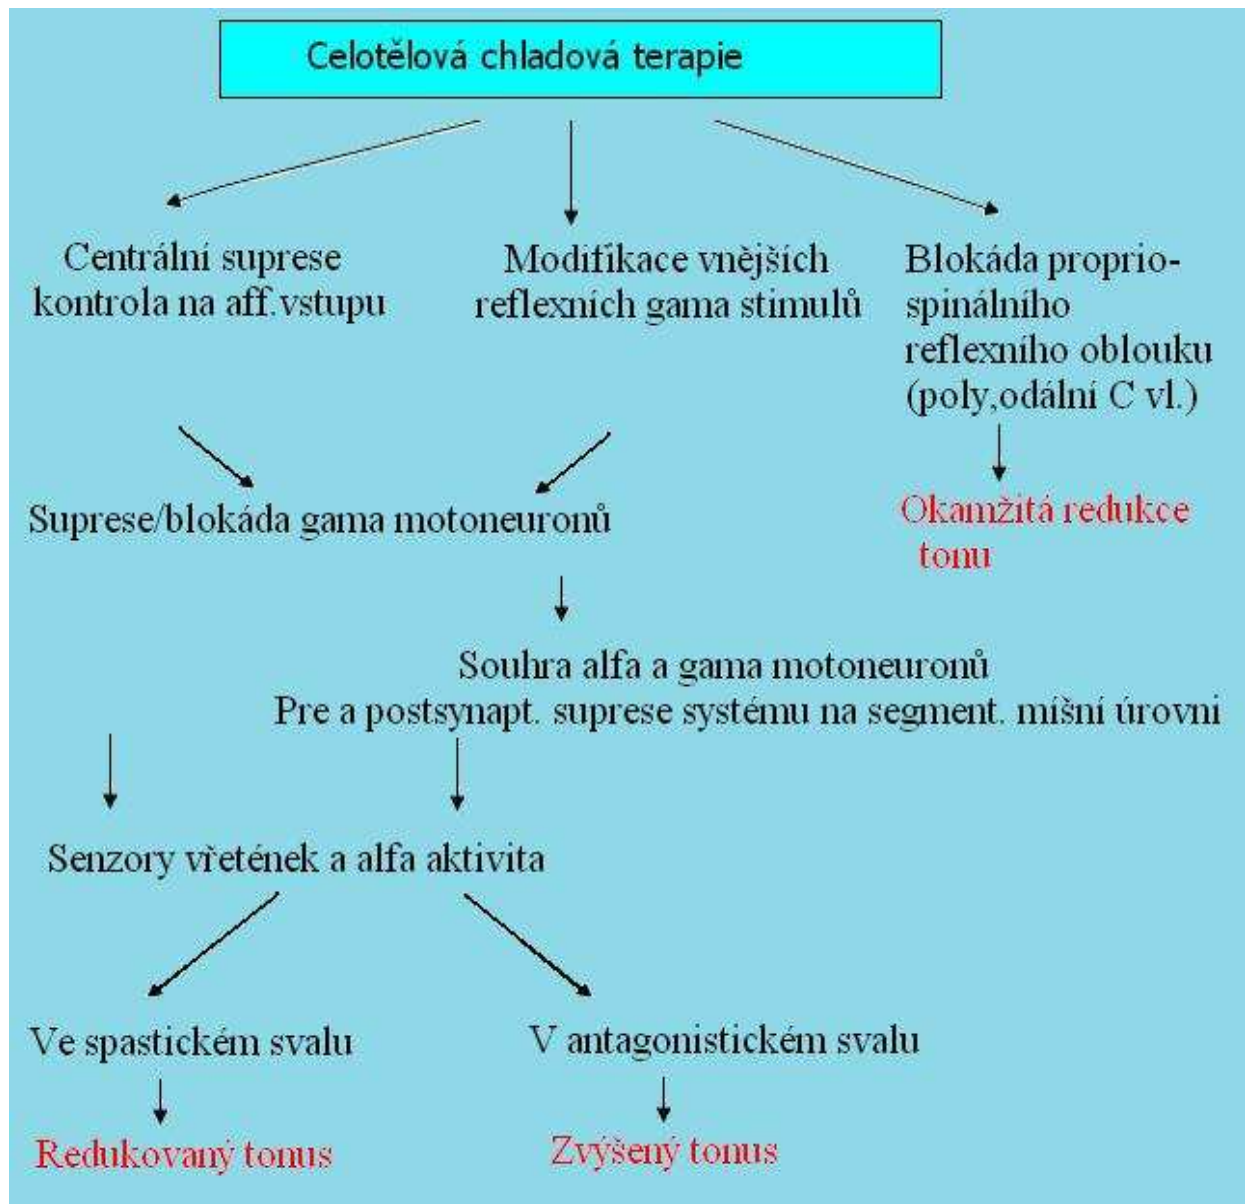 Celotělová chladová terapie
Centrální suprese
kontrola na aff.vstupu
Modifikace vnějších
reflexních gama stimulů
Blokáda proprio-
spinálního
reflexního oblouku
(poly,odální C vl.)
Suprese/blokáda gama motoneuronů
Okamžitá redukce
tonu
Souhra alfa a gama motoneuronů
Pre a postsynapt. suprese systému na segment. míšní úrovni
Senzory vřetének a alfa aktivita
Ve spastickém svalu
V antagonistickém svalu
Redukovaný tonus
Zvýšený tonus